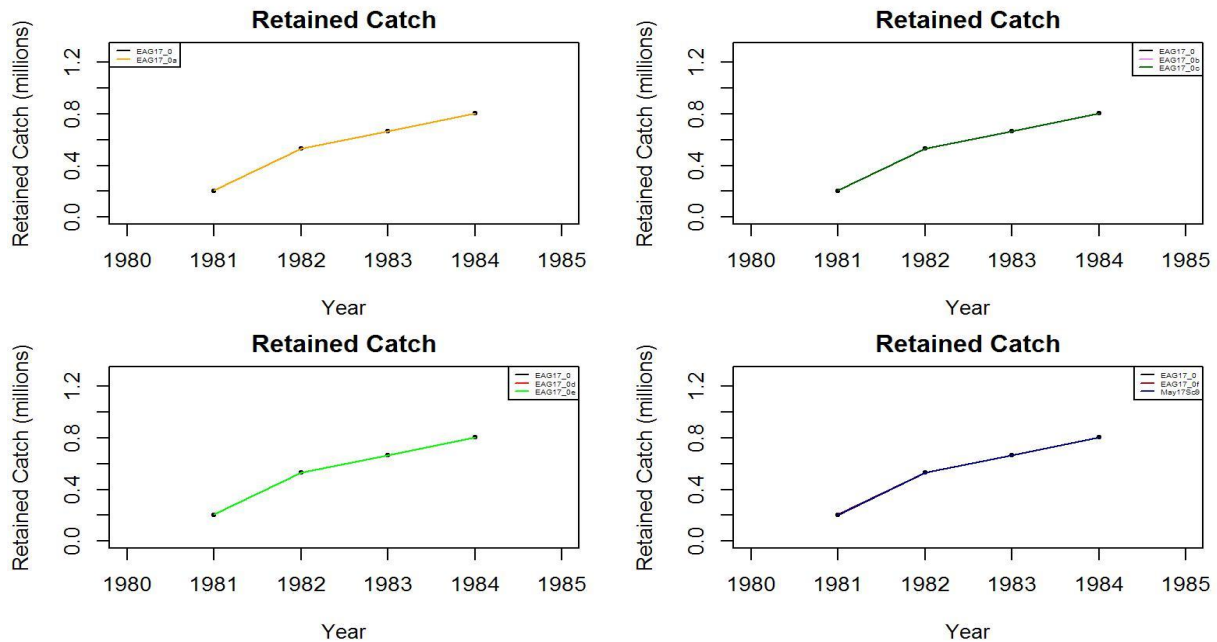 Retained Catch
Retained Catch (millions)
1.2
0.8
0.4
0.0
EAG17_0
EAG17_0a
1980 1981 1982 1983 1984 1985
Year
Retained Catch
Retained Catch (millions)
1.2
0.8
0.4
0.0
EAG17_0
EAG17_0b
EAG17_0c
1980 1981 1982 1983 1984 1985
Year
Retained Catch
Retained Catch (millions)
1.2
0.8
0.4
0.0
EAG17_0
EAG17_0d
EAG17_0e
1980 1981 1982 1983 1984 1985
Year
Retained Catch
Retained Catch (millions)
1.2
0.8
0.4
0.0
EAG17_0
EAG17_0f
May17Sc9
1980 1981 1982 1983 1984 1985
Year